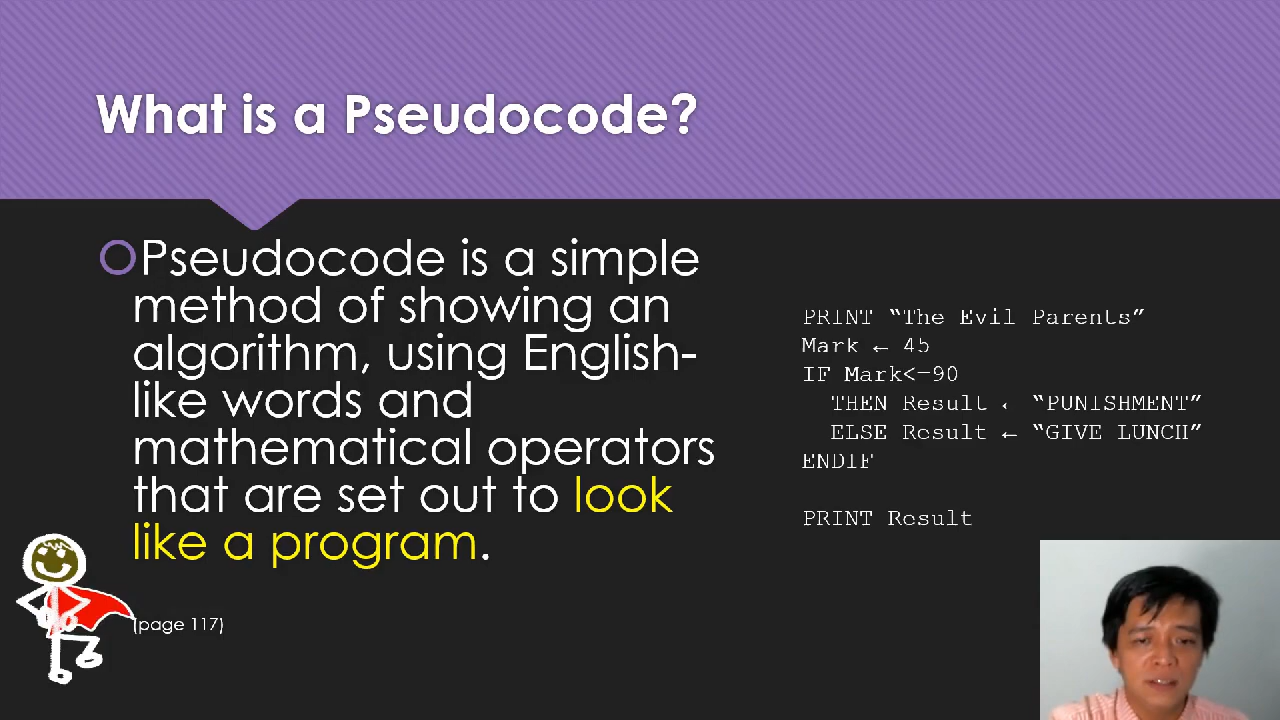 What is a Pseudocode?
Pseudocode is a simple
method of showing an
algorithm, using English-
like words and
mathematical operators
that are set out to look
like a program.
(page 117)
PRINT “The Evil Parents”
Mark ← 45
IF Mark<=90
THEN Result ← “PUNISHMENT”
ELSE Result ← “GIVE LUNCH”
ENDIF
PRINT Result